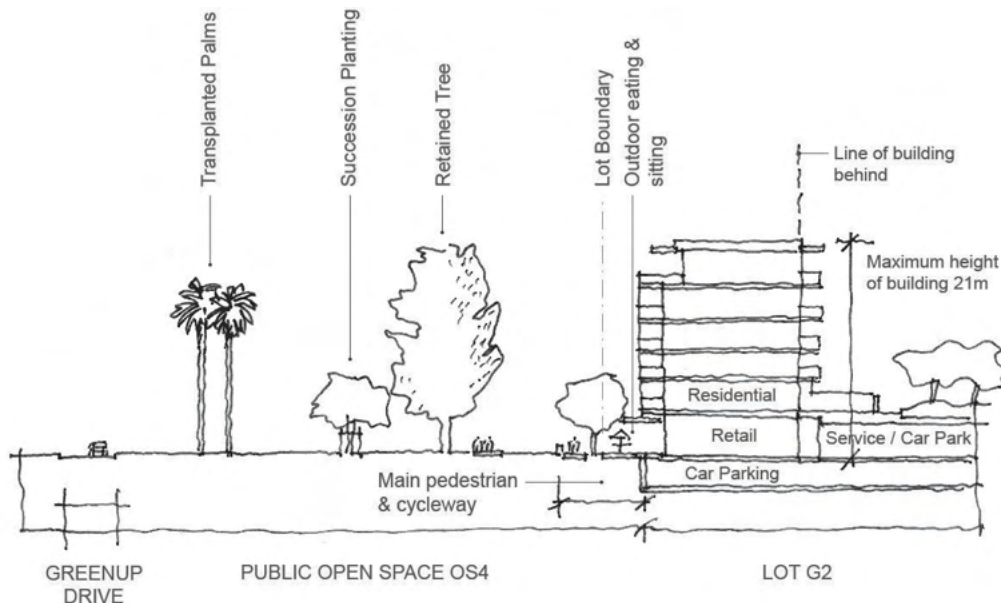 Transplanted Palms
Succession Planting
Retained Tree
Lot Boundary
Outdoor eating &
sitting
Line of building
behind
Maximum height
of building 21m
Residential
Retail
Service / Car Park
Car Parking
Main pedestrian
& cycleway
GREENUP
DRIVE
PUBLIC OPEN SPACE OS4
LOT G2